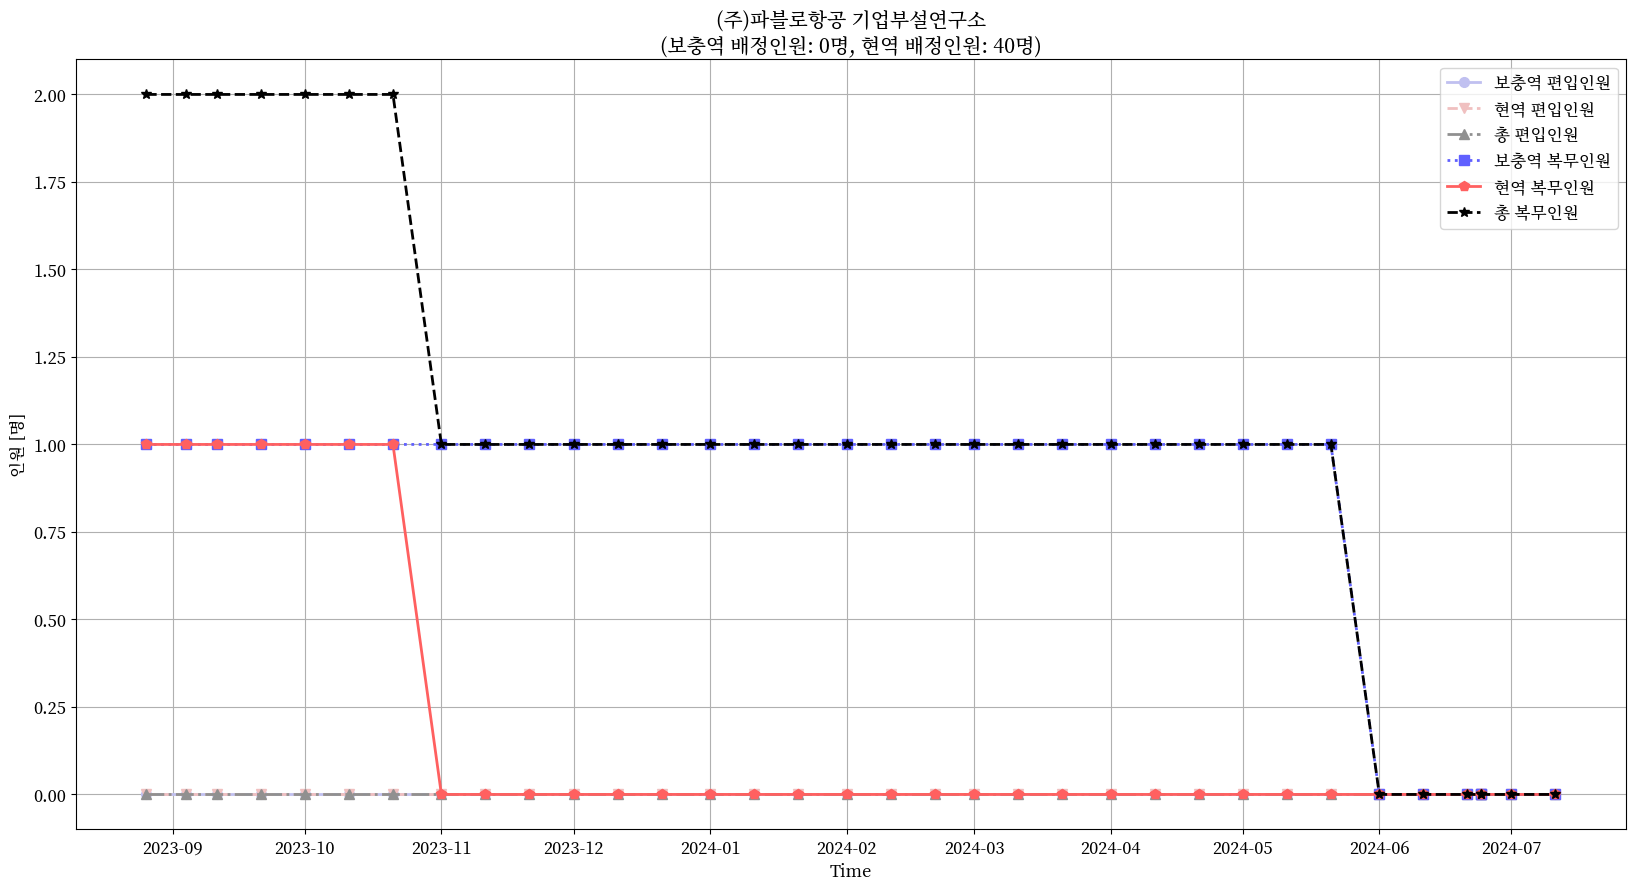 (주)파블로항공 기업부설연구소
(보충역 배정인원: 0명, 현역 배정인원: 40명)
보충역 편입인원
현역 편입인원
총 편입인원
보충역 복무인원
현역 복무인원
총 복무인원
2.00
1.75
1.50
1.25
1.00
0.75
0.50
0.25
0.00
인원 [명]
2023-09 2023-10 2023-11 2023-12 2024-01 2024-02 2024-03 2024-04 2024-05 2024-06 2024-07
Time